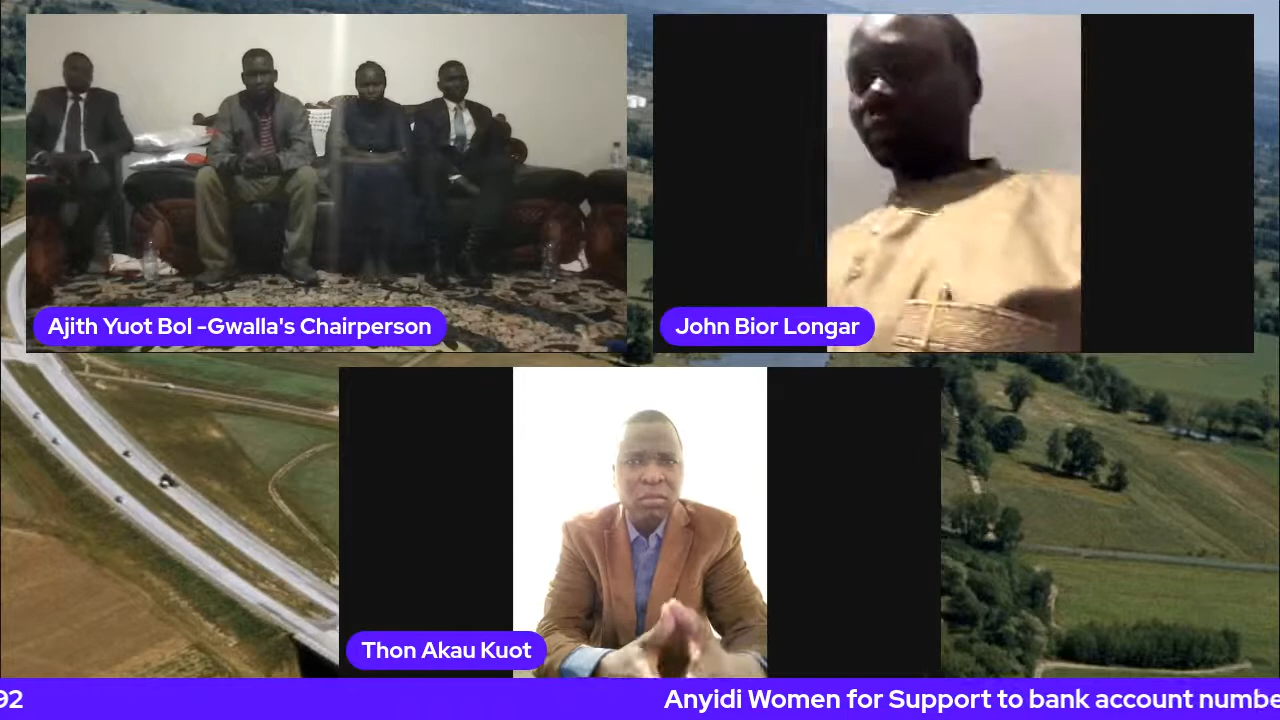 Ajith Yuot Bol -Gwalla's Chairperson
John Bior Longar
Thon Akau Kuot
92 Anyidi Women for Support to bank account numbe